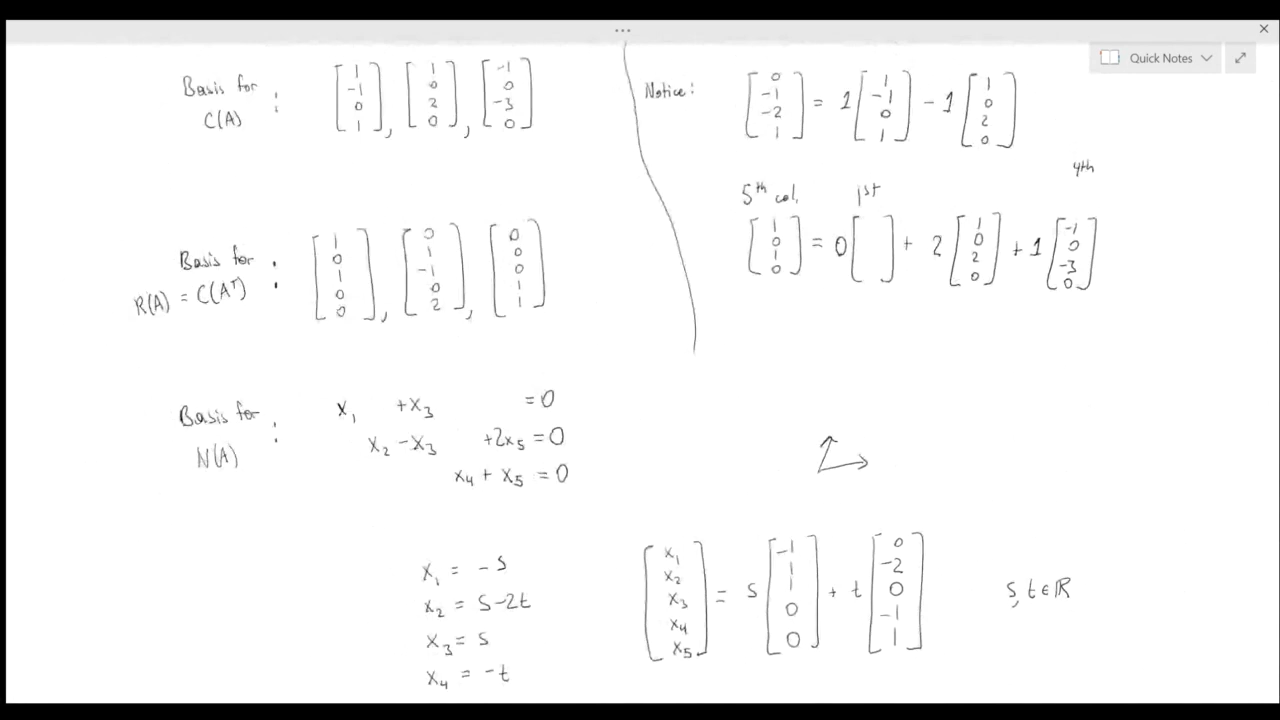 ...
Quick Notes
Basis for C(A) : [1 -1 0 1], [1 0 2 0], [-1 0 -3 0]
Notice: [0 -1 -2 1] = 1 [1 -1 0 1] - 1 [1 0 2 0]
4th
5th col. 1st
[1 0 1 0] = 0 [ ] + 2 [1 0 2 0] + 1 [-1 0 -3 0]
Basis for R(A) = C(Aᵀ) : [1 0 1 0 0], [0 1 -1 0 2], [0 0 0 1 1]
Basis for N(A) :
x₁ + x₃ = 0
x₂ - x₃ + 2x₅ = 0
x₄ + x₅ = 0
x₁ = -s
x₂ = s-2t
x₃ = s
x₄ = -t
[x₁ x₂ x₃ x₄ x₅] = s [-1 1 1 0 0] + t [0 -2 0 -1 1] s, t ∈ ℝ